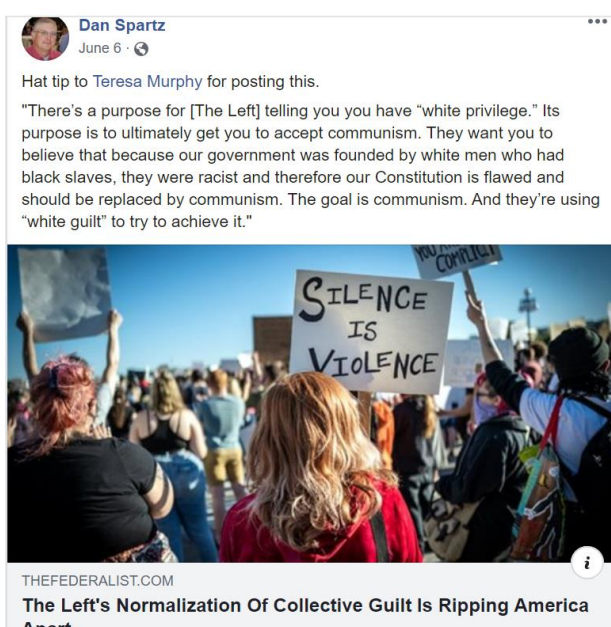 Dan Spartz
June 6 ·
Hat tip to Teresa Murphy for posting this.
"There's a purpose for [The Left] telling you you have “white privilege.” Its
purpose is to ultimately get you to accept communism. They want you to
believe that because our government was founded by white men who had
black slaves, they were racist and therefore our Constitution is flawed and
should be replaced by communism. The goal is communism. And they're using
“white guilt” to try to achieve it."
YOU
COMPLICIT
SILENCE
IS
VIOLENCE
i
THEFEDERALIST.COM
The Left's Normalization Of Collective Guilt Is Ripping America
Apart